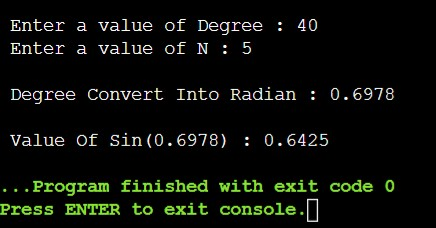 Enter a value of Degree : 40
Enter a value of N : 5
Degree Convert Into Radian : 0.6978
Value Of Sin(0.6978) : 0.6425
...Program finished with exit code 0
Press ENTER to exit console.